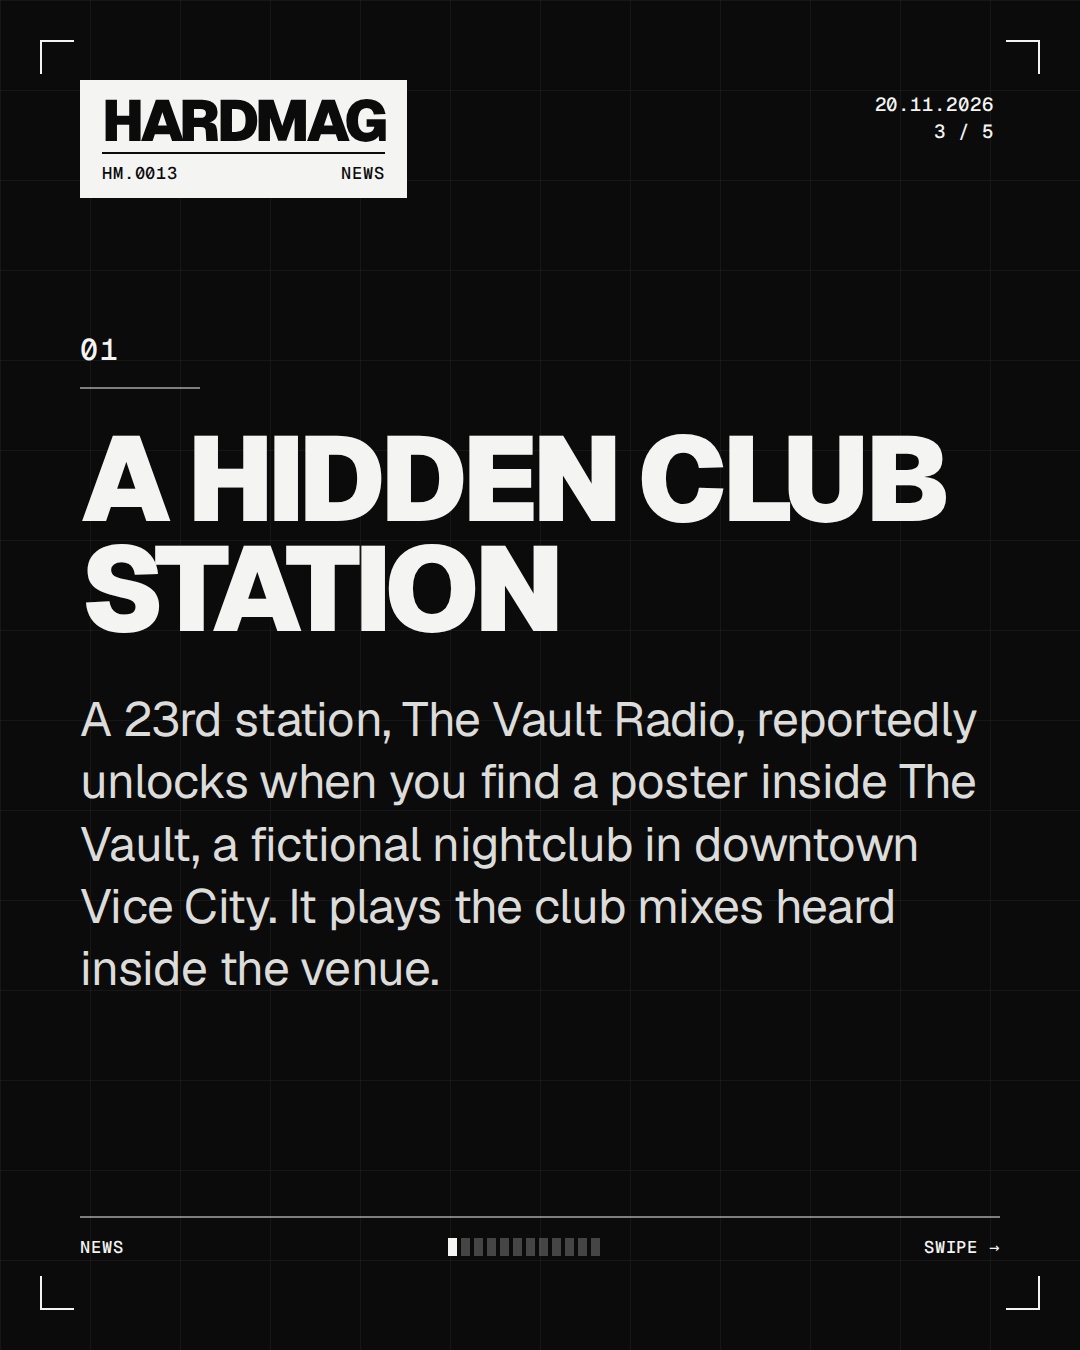 HARDMAG
HM.0013 NEWS
20.11.2026
3 / 5
01
A HIDDEN CLUB
STATION
A 23rd station, The Vault Radio, reportedly
unlocks when you find a poster inside The
Vault, a fictional nightclub in downtown
Vice City. It plays the club mixes heard
inside the venue.
NEWS
SWIPE →